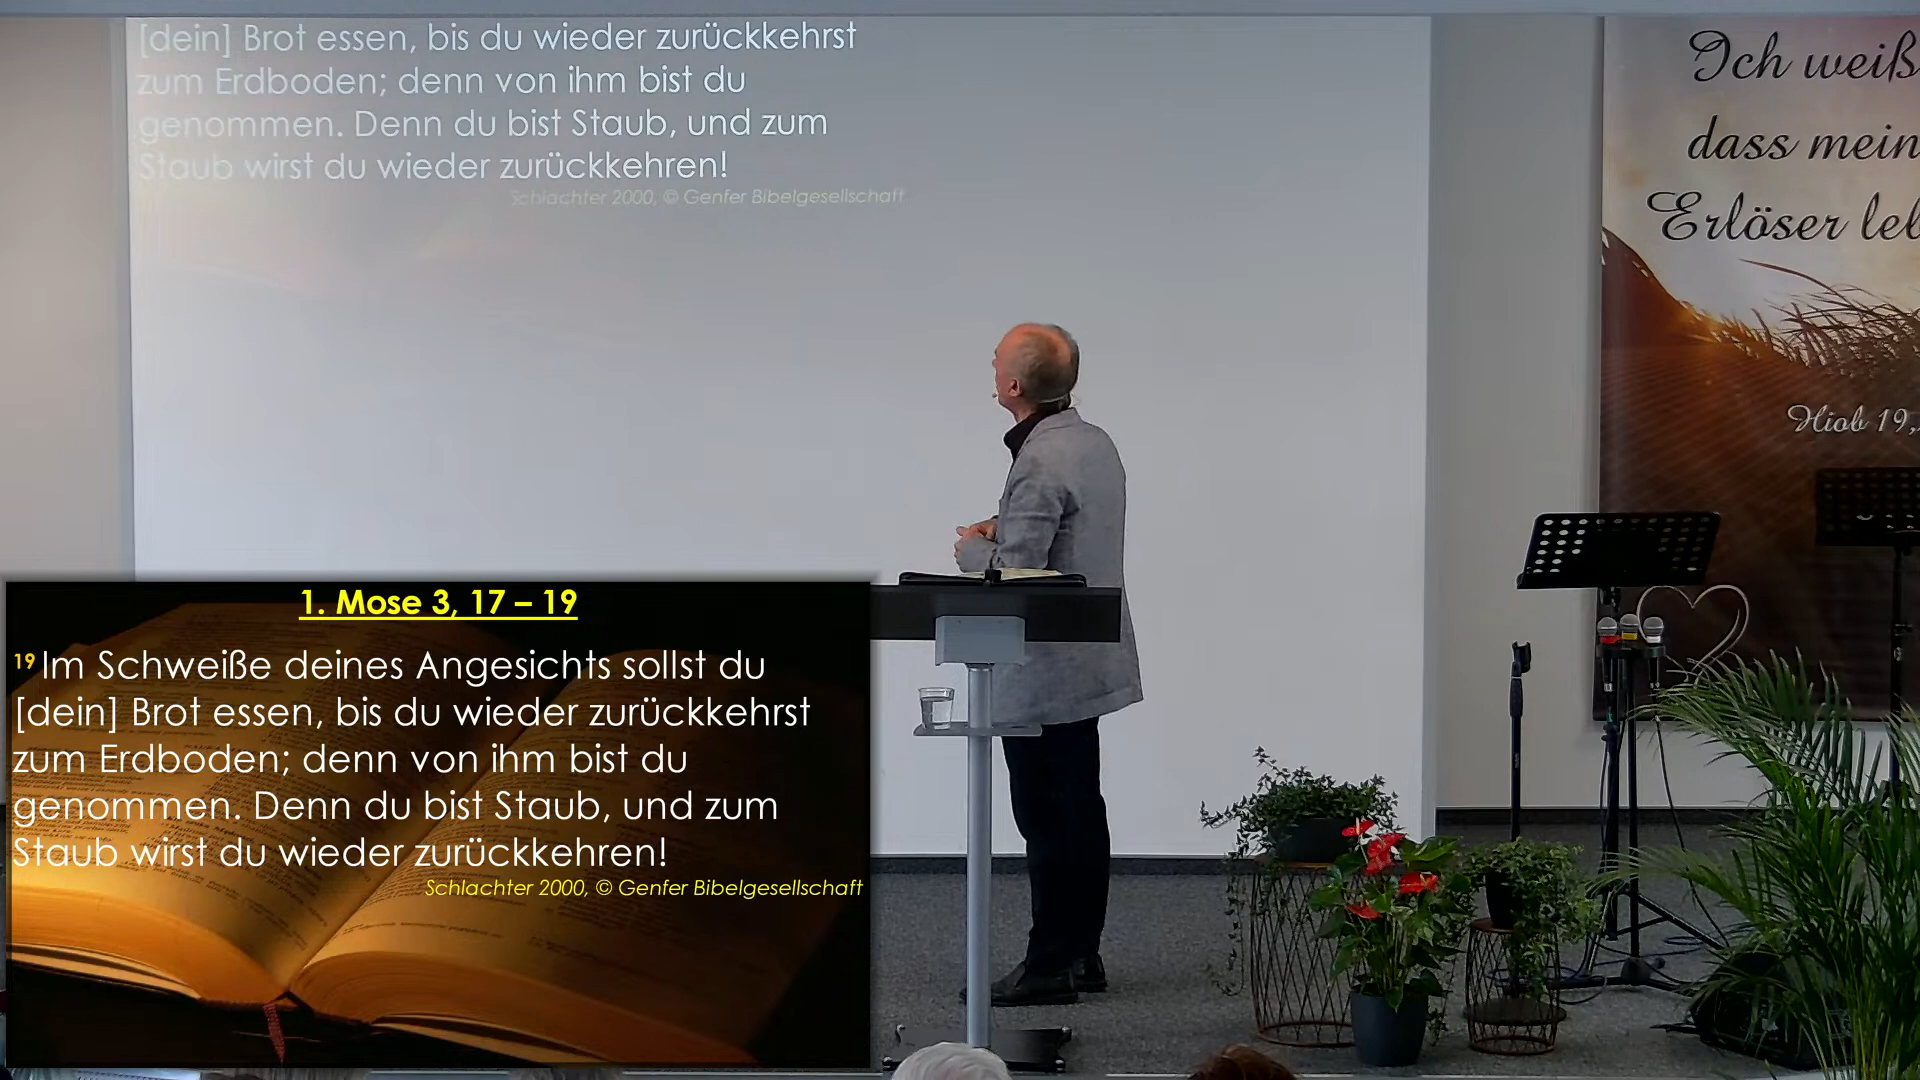 [dein] Brot essen, bis du wieder zurückkehrst
zum Erdboden; denn von ihm bist du
genommen. Denn du bist Staub, und zum
Staub wirst du wieder zurückkehren!
Schlachter 2000, © Genfer Bibelgesellschaft
Ich weiß
dass mein
Erlöser leb
Hiob 19,
1. Mose 3, 17 – 19
19 Im Schweiße deines Angesichts sollst du
[dein] Brot essen, bis du wieder zurückkehrst
zum Erdboden; denn von ihm bist du
genommen. Denn du bist Staub, und zum
Staub wirst du wieder zurückkehren!
Schlachter 2000, © Genfer Bibelgesellschaft